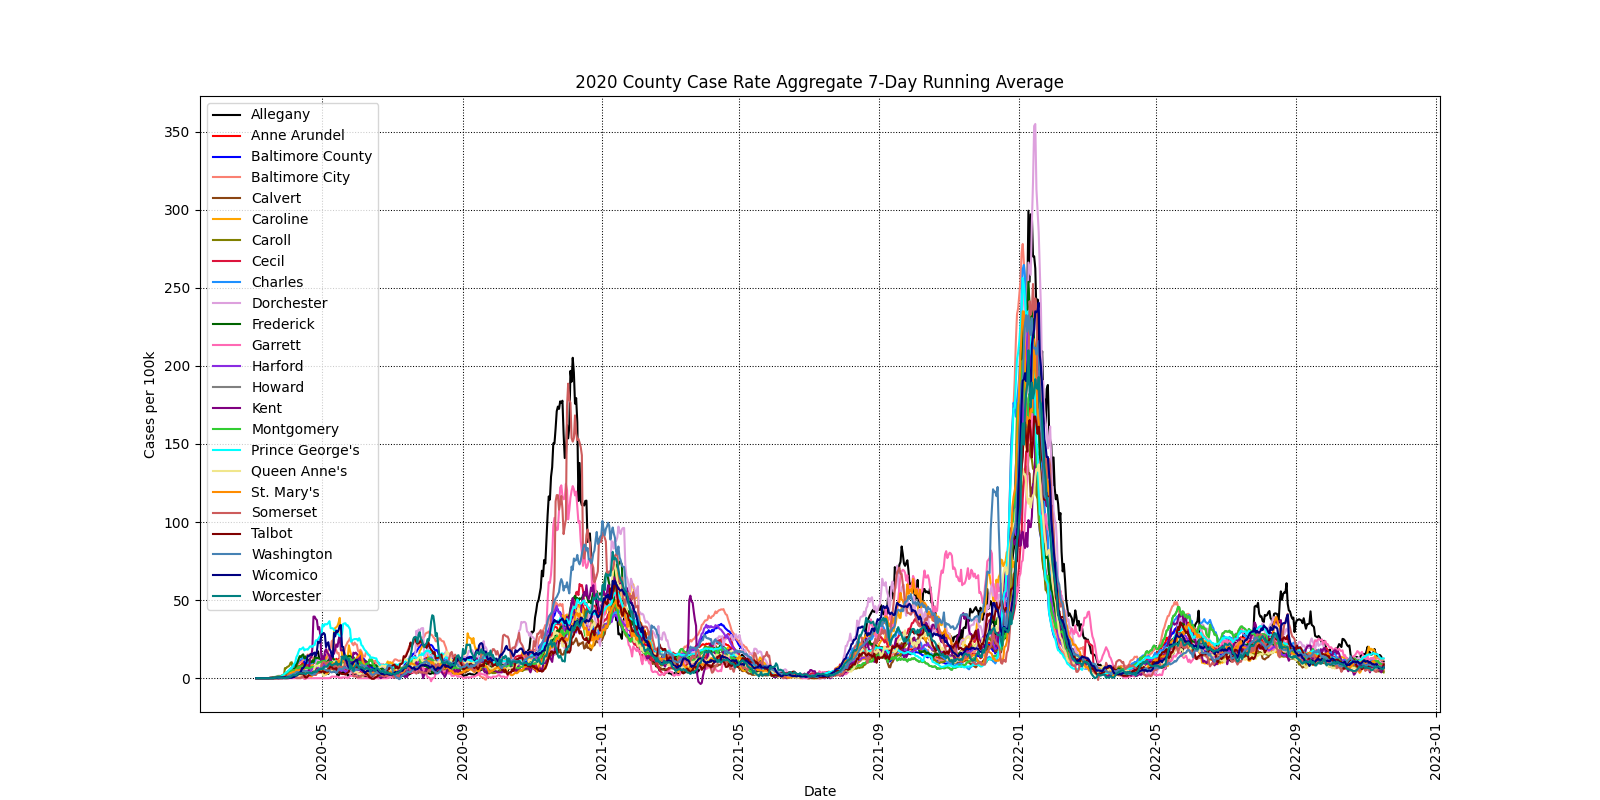 2020 County Case Rate Aggregate 7-Day Running Average
Cases per 100k
350
300
250
200
150
100
50
0
Allegany
Anne Arundel
Baltimore County
Baltimore City
Calvert
Caroline
Caroll
Cecil
Charles
Dorchester
Frederick
Garrett
Harford
Howard
Kent
Montgomery
Prince George's
Queen Anne's
St. Mary's
Somerset
Talbot
Washington
Wicomico
Worcester
2020-05
2020-09
2021-01
2021-05
2021-09
2022-01
2022-05
2022-09
2023-01
Date